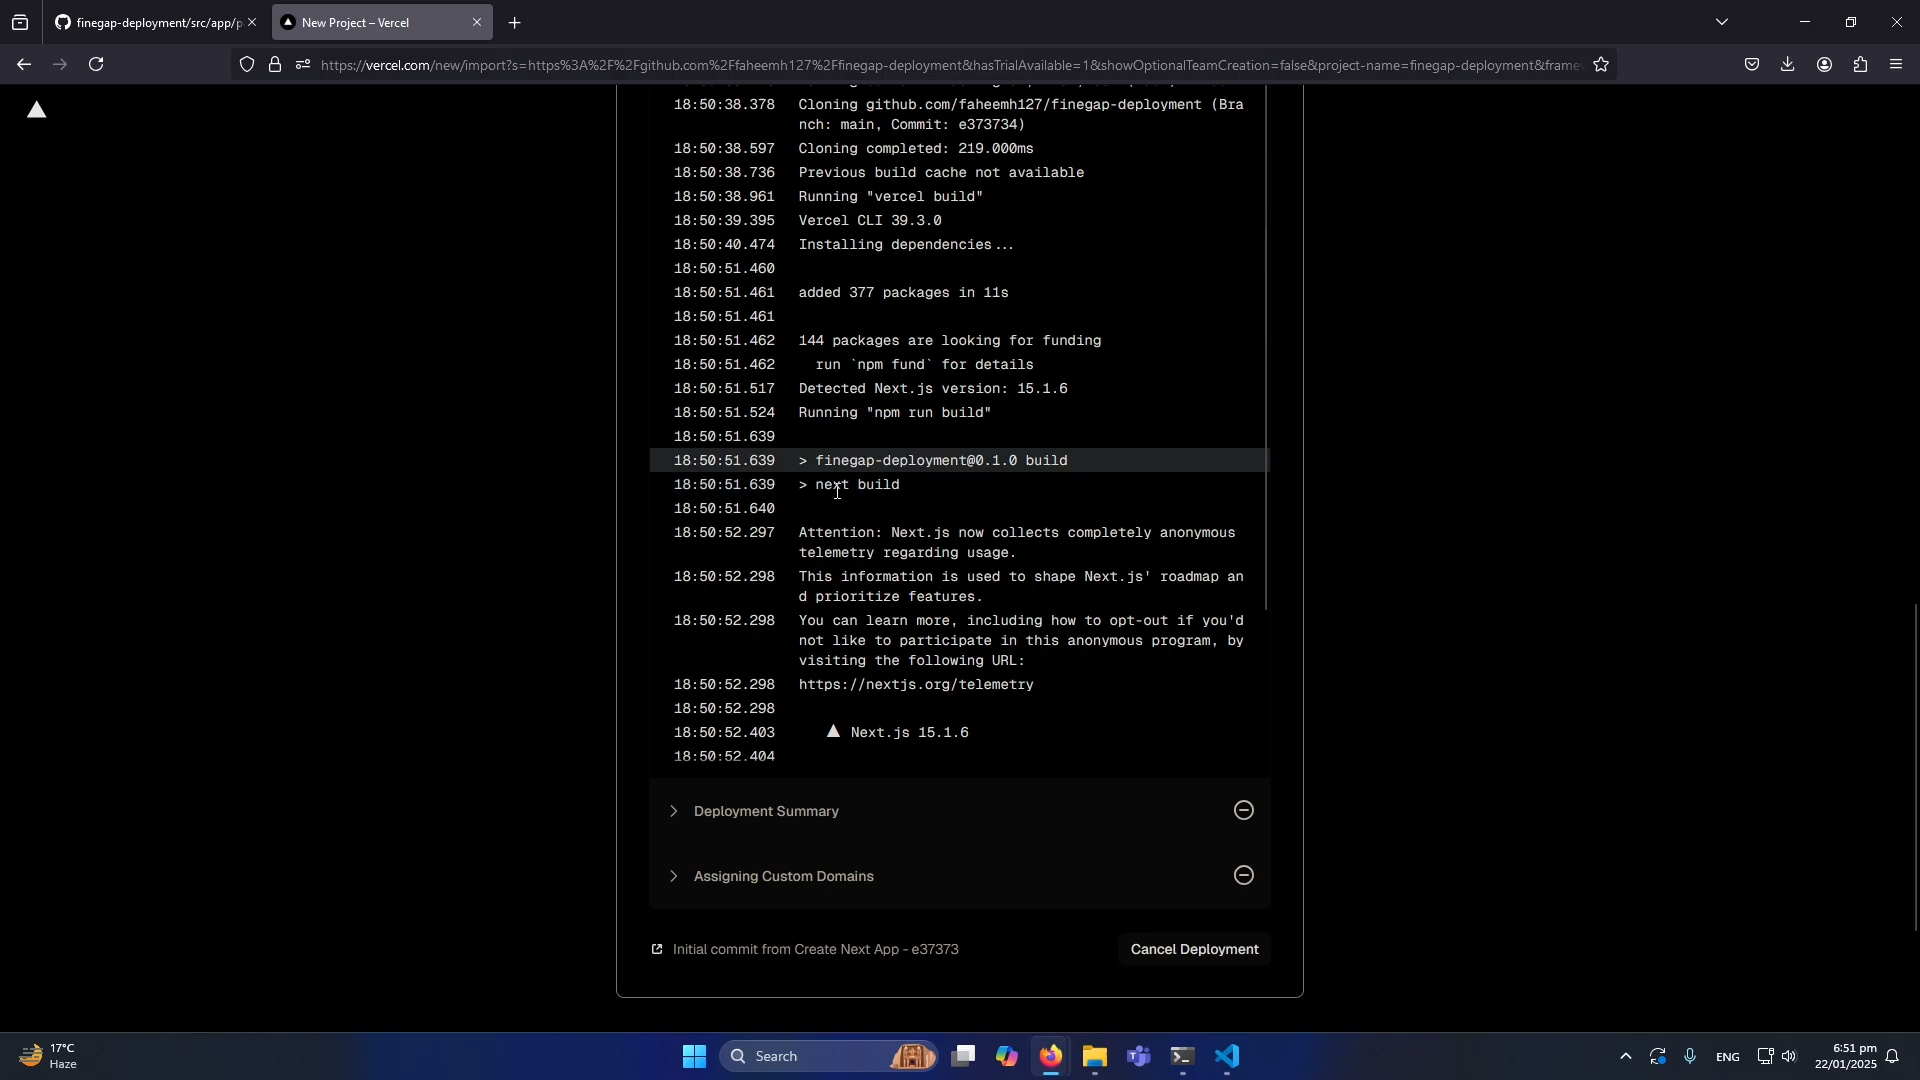 finegap-deployment/src/app/p
New Project – Vercel
https://vercel.com/new/import?s=https%3A%2F%2Fgithub.com%2Ffaheemh127%2Ffinegap-deployment&hasTrialAvailable=1&showOptionalTeamCreation=false&project-name=finegap-deployment&frame
18:50:38.378 Cloning github.com/faheemh127/finegap-deployment (Bra
nch: main, Commit: e373734)
18:50:38.597 Cloning completed: 219.000ms
18:50:38.736 Previous build cache not available
18:50:38.961 Running "vercel build"
18:50:39.395 Vercel CLI 39.3.0
18:50:40.474 Installing dependencies...
18:50:51.460
18:50:51.461 added 377 packages in 11s
18:50:51.461
18:50:51.462 144 packages are looking for funding
18:50:51.462 run `npm fund` for details
18:50:51.517 Detected Next.js version: 15.1.6
18:50:51.524 Running "npm run build"
18:50:51.639
18:50:51.639 > finegap-deployment@0.1.0 build
18:50:51.639 > next build
18:50:51.640
18:50:52.297 Attention: Next.js now collects completely anonymous
telemetry regarding usage.
18:50:52.298 This information is used to shape Next.js' roadmap an
d prioritize features.
18:50:52.298 You can learn more, including how to opt-out if you'd
not like to participate in this anonymous program, by
visiting the following URL:
18:50:52.298 https://nextjs.org/telemetry
18:50:52.298
18:50:52.403 ▲ Next.js 15.1.6
18:50:52.404
Deployment Summary
Assigning Custom Domains
Initial commit from Create Next App - e37373
Cancel Deployment
17°C
Haze
Search
ENG
6:51 pm
22/01/2025